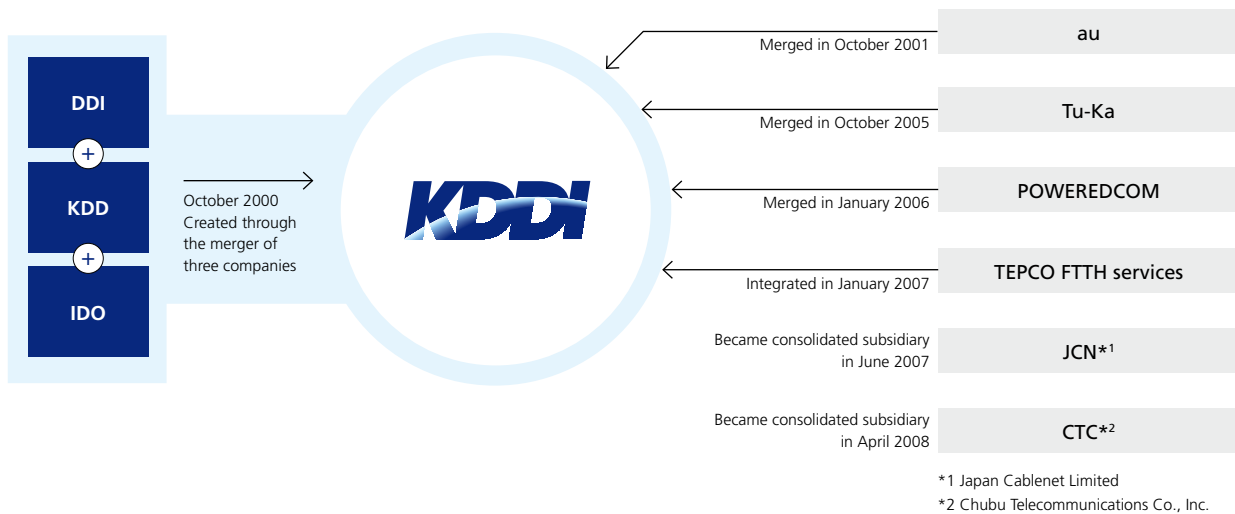 DDI
+
KDD
+
IDO
October 2000
Created through
the merger of
three companies
KDDI
Merged in October 2001
au
Merged in October 2005
Tu-Ka
Merged in January 2006
POWEREDCOM
Integrated in January 2007
TEPCO FTTH services
Became consolidated subsidiary
in June 2007
JCN*1
Became consolidated subsidiary
in April 2008
CTC*2
*1 Japan Cablenet Limited
*2 Chubu Telecommunications Co., Inc.